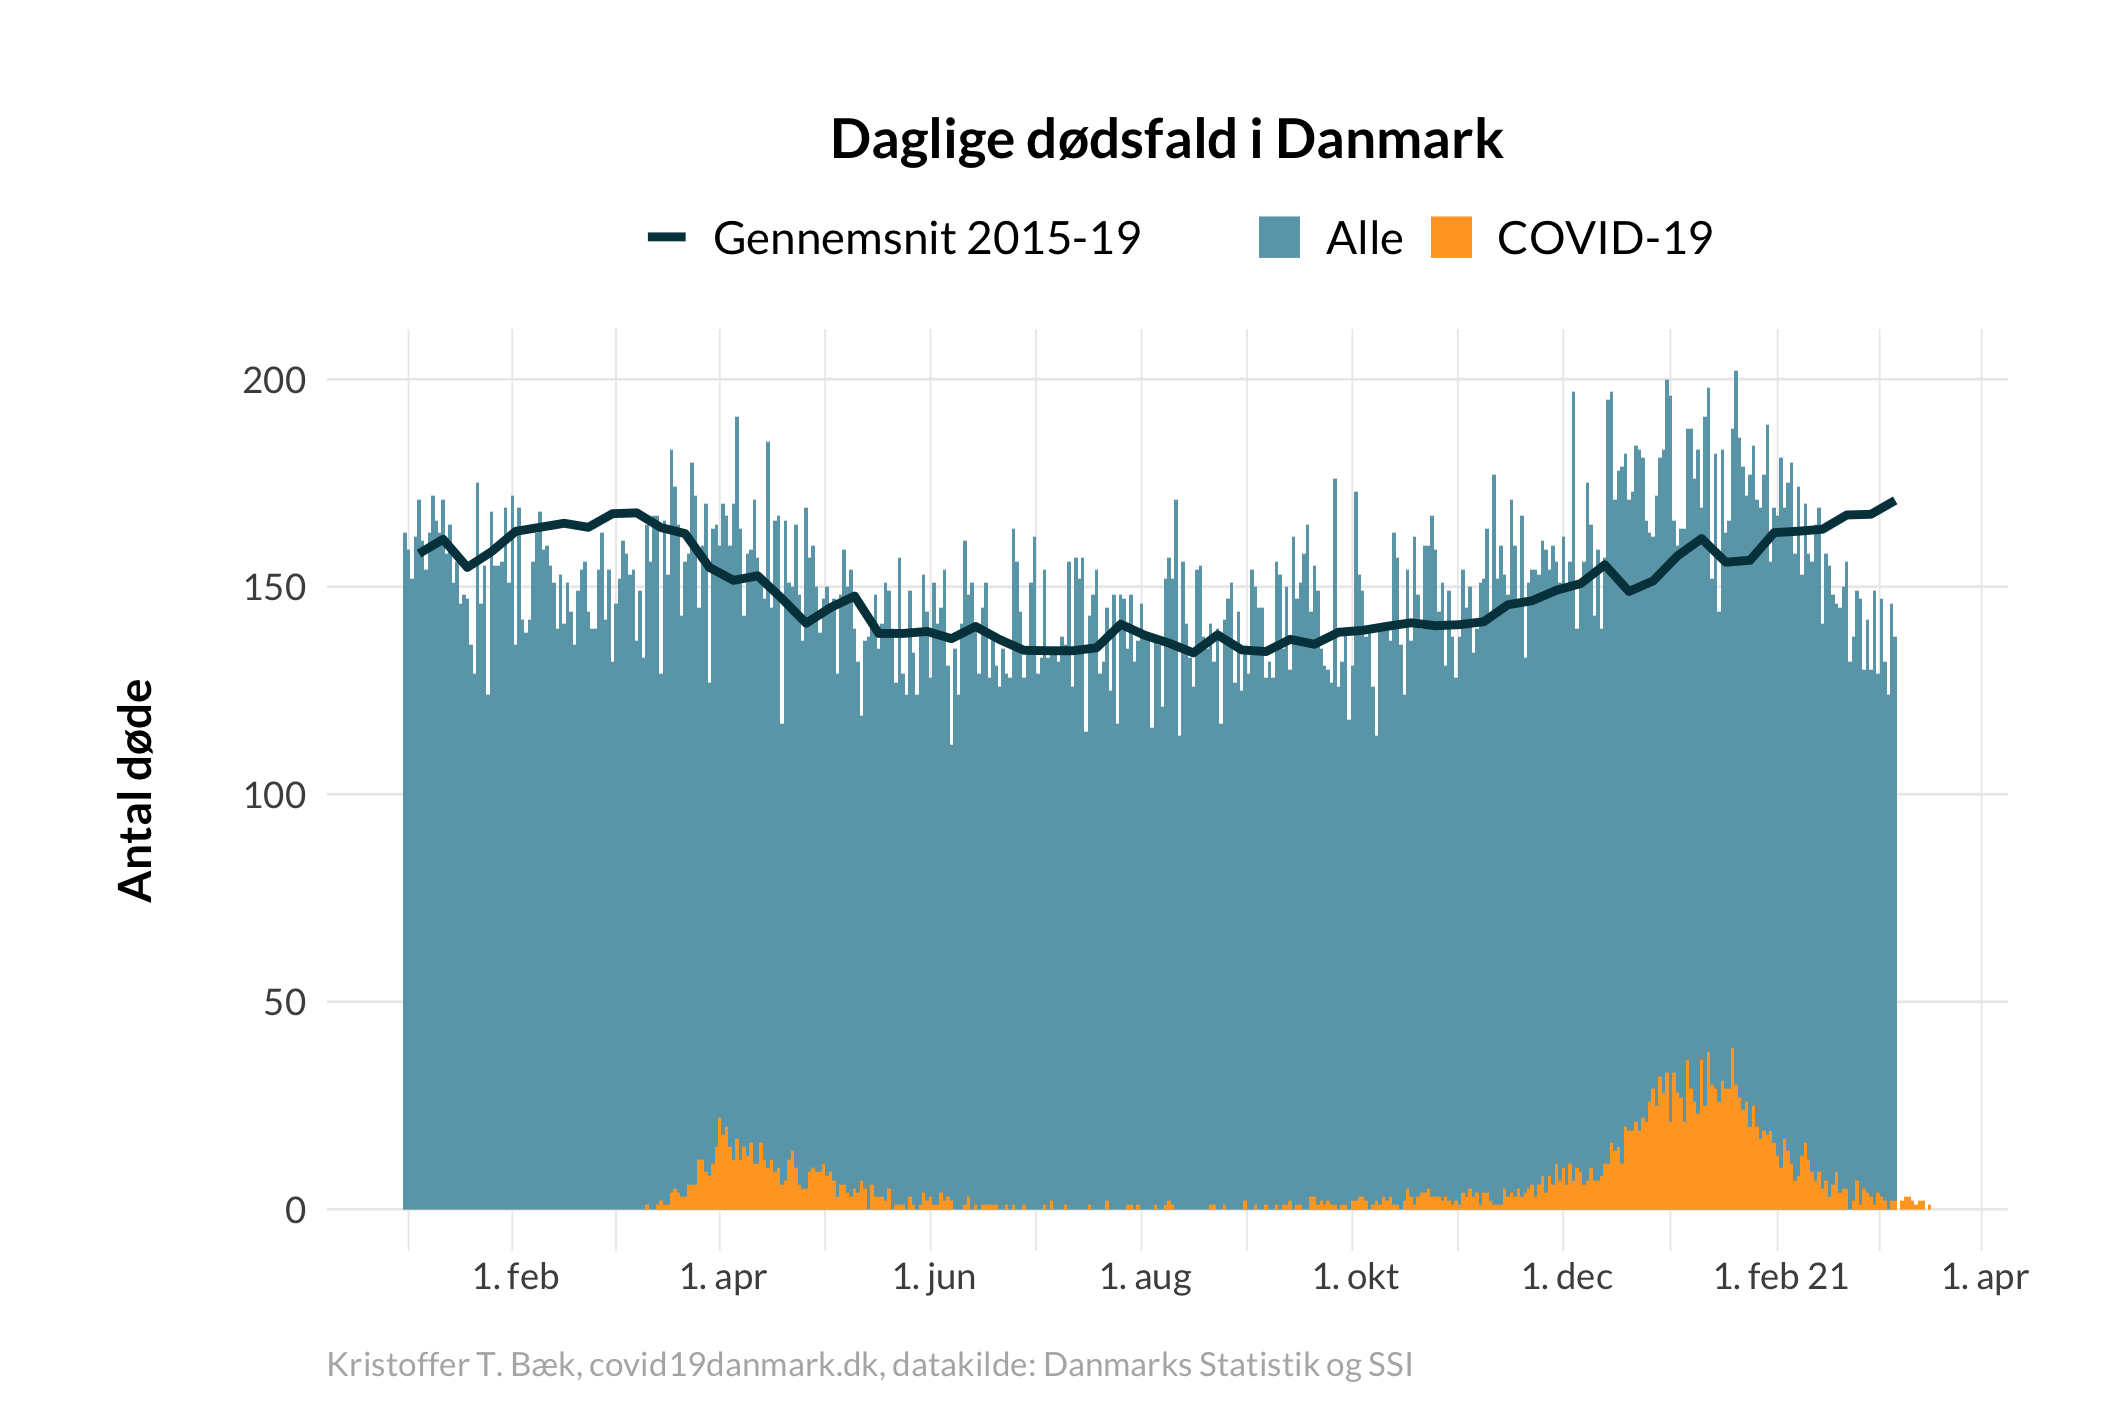 Daglige dødsfald i Danmark
Gennemsnit 2015-19 Alle COVID-19
Antal døde
200
150
100
50
0
1. feb 1. apr 1. jun 1. aug 1. okt 1. dec 1. feb 21 1. apr
Kristoffer T. Bæk, covid19danmark.dk, datakilde: Danmarks Statistik og SSI